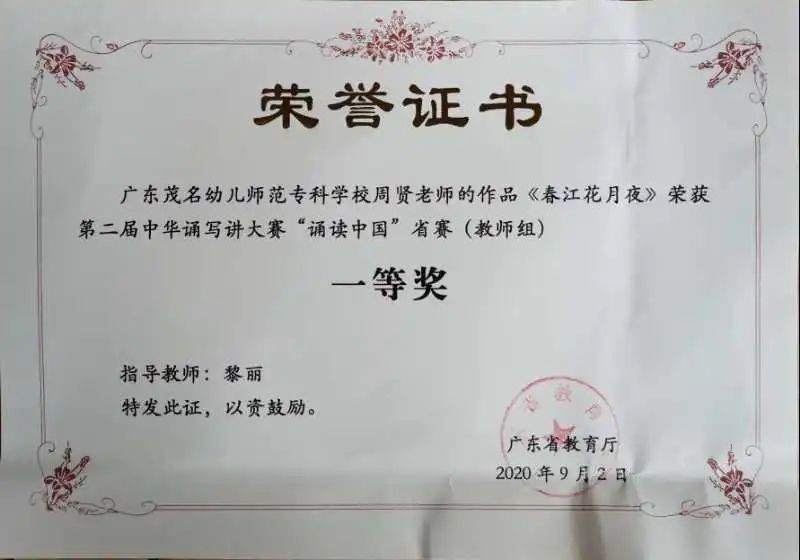 荣誉证书
广东茂名幼儿师范专科学校周贤老师的作品《春江花月夜》荣获
第二届中华诵写讲大赛“诵读中国”省赛（教师组）
一等奖
指导教师：黎丽
特发此证，以资鼓励。
省教育
广东省教育厅
2020年9月2日